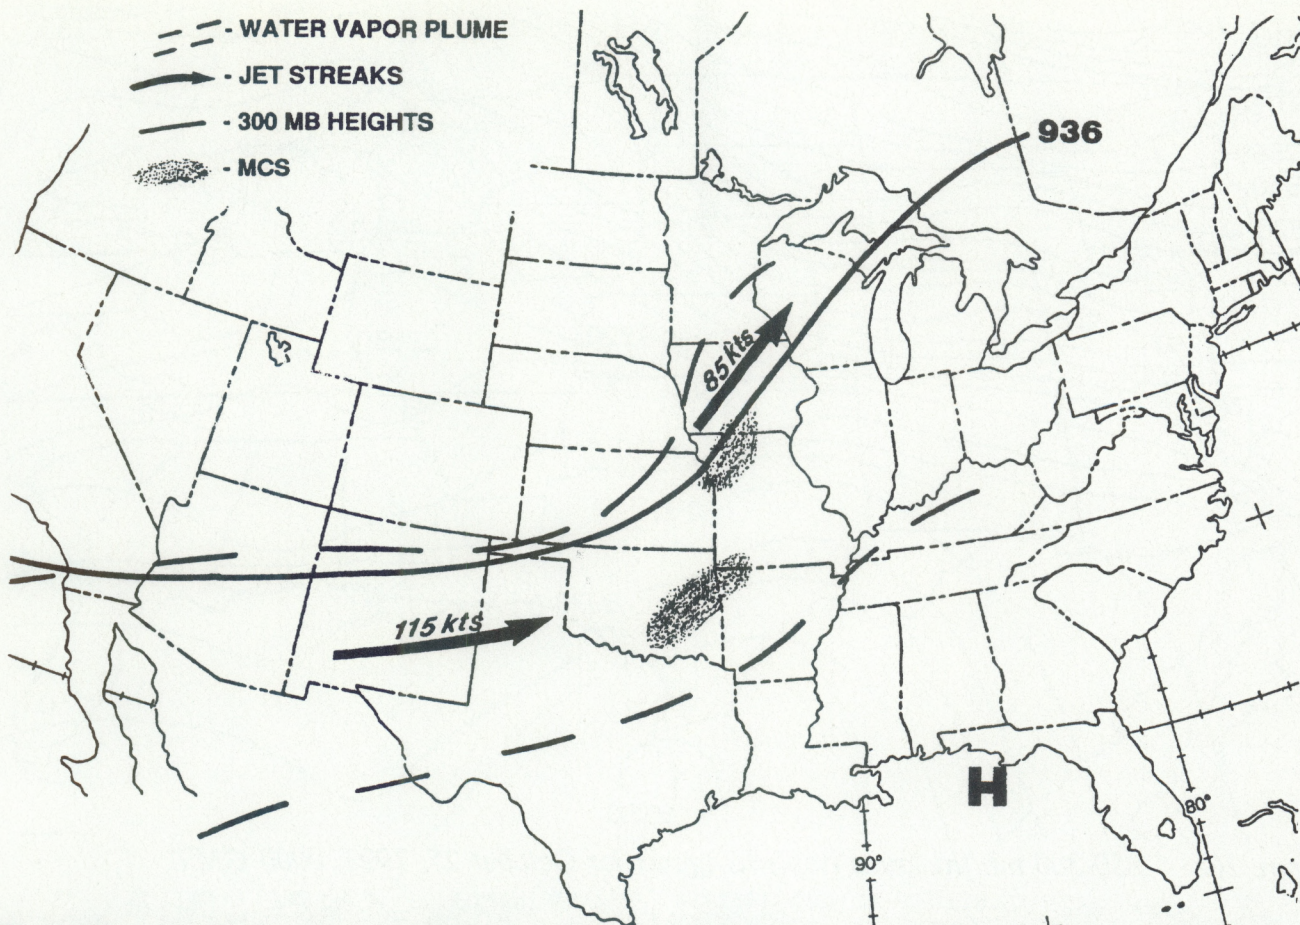 - WATER VAPOR PLUME
- JET STREAKS
- 300 MB HEIGHTS
- MCS
936
85 kts
115 kts
H
80°
90°